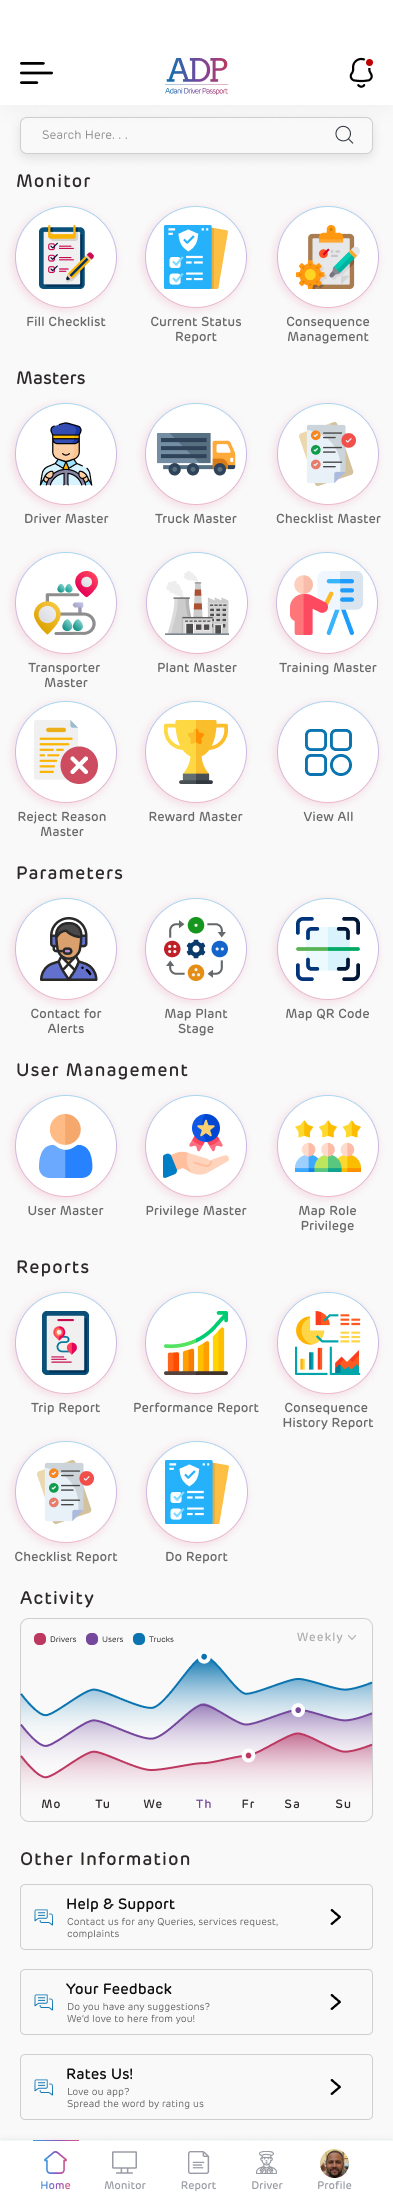 ADP
Adani Driver Passport
Search Here. . .
Monitor
Fill Checklist
Current Status
Report
Consequence
Management
Masters
Driver Master
Truck Master
Checklist Master
Transporter
Master
Plant Master
Training Master
Reject Reason
Master
Reward Master
View All
Parameters
Contact for
Alerts
Map Plant
Stage
Map QR Code
User Management
User Master
Privilege Master
Map Role
Privilege
Reports
Trip Report
Performance Report
Consequence
History Report
Checklist Report
Do Report
Activity
Drivers Users Trucks
Weekly
Mo Tu We Th Fr Sa Su
Other Information
Help & Support
Contact us for any Queries, services request,
complaints
Your Feedback
Do you have any suggestions?
We'd love to here from you!
Rates Us!
Love ou app?
Spread the word by rating us
Home Monitor Report Driver Profile